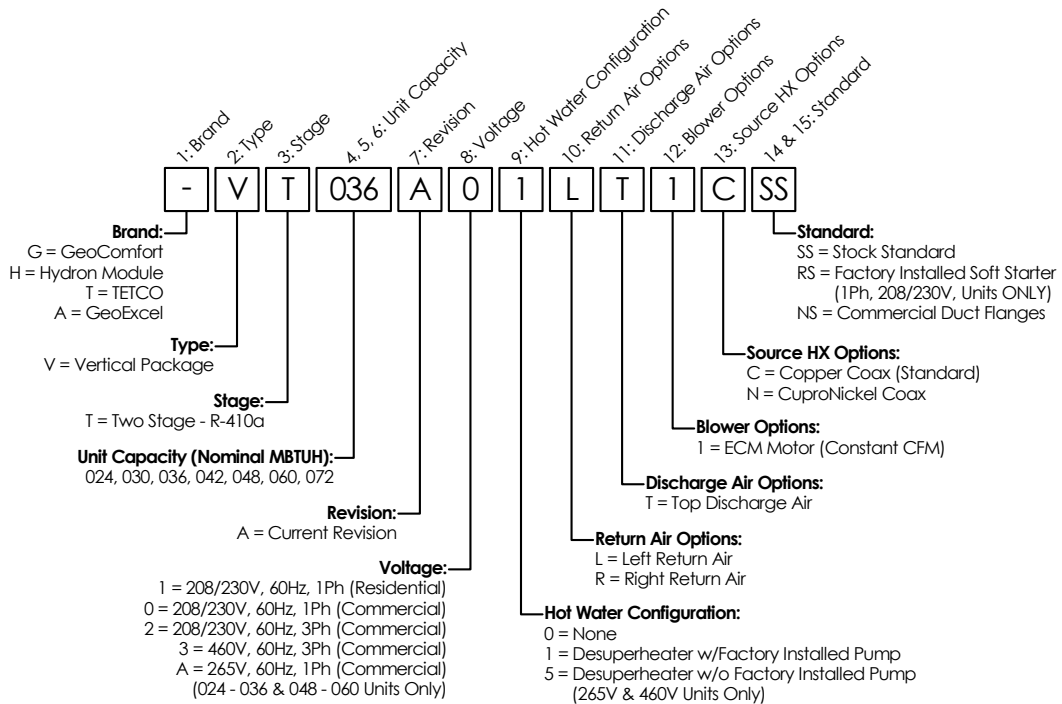 1: Brand
2: Type
3: Stage
4, 5, 6: Unit Capacity
7: Revision
8: Voltage
9: Hot Water Configuration
10: Return Air Options
11: Discharge Air Options
12: Blower Options
13: Source HX Options
14 & 15: Standard
- V T 036 A 0 1 L T 1 C SS
Brand:
G = GeoComfort
H = Hydron Module
T = TETCO
A = GeoExcel
Type:
V = Vertical Package
Stage:
T = Two Stage - R-410a
Unit Capacity (Nominal MBTUH):
024, 030, 036, 042, 048, 060, 072
Revision:
A = Current Revision
Voltage:
1 = 208/230V, 60Hz, 1Ph (Residential)
0 = 208/230V, 60Hz, 1Ph (Commercial)
2 = 208/230V, 60Hz, 3Ph (Commercial)
3 = 460V, 60Hz, 3Ph (Commercial)
A = 265V, 60Hz, 1Ph (Commercial)
(024 - 036 & 048 - 060 Units Only)
Standard:
SS = Stock Standard
RS = Factory Installed Soft Starter
(1Ph, 208/230V, Units ONLY)
NS = Commercial Duct Flanges
Source HX Options:
C = Copper Coax (Standard)
N = CuproNickel Coax
Blower Options:
1 = ECM Motor (Constant CFM)
Discharge Air Options:
T = Top Discharge Air
Return Air Options:
L = Left Return Air
R = Right Return Air
Hot Water Configuration:
0 = None
1 = Desuperheater w/Factory Installed Pump
5 = Desuperheater w/o Factory Installed Pump
(265V & 460V Units Only)